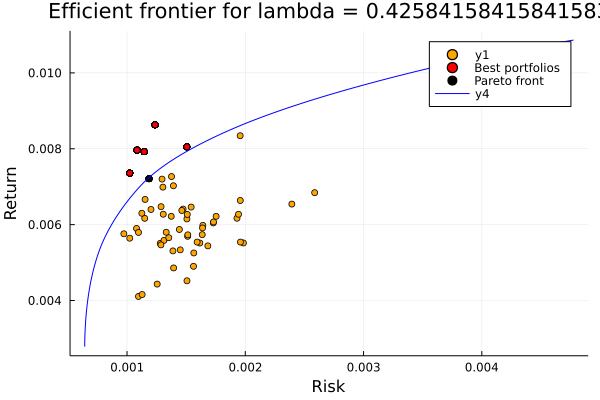 Efficient frontier for lambda = 0.4258415841584158
y1
Best portfolios
Pareto front
y4
0.010
0.008
0.006
0.004
Return
0.001 0.002 0.003 0.004
Risk